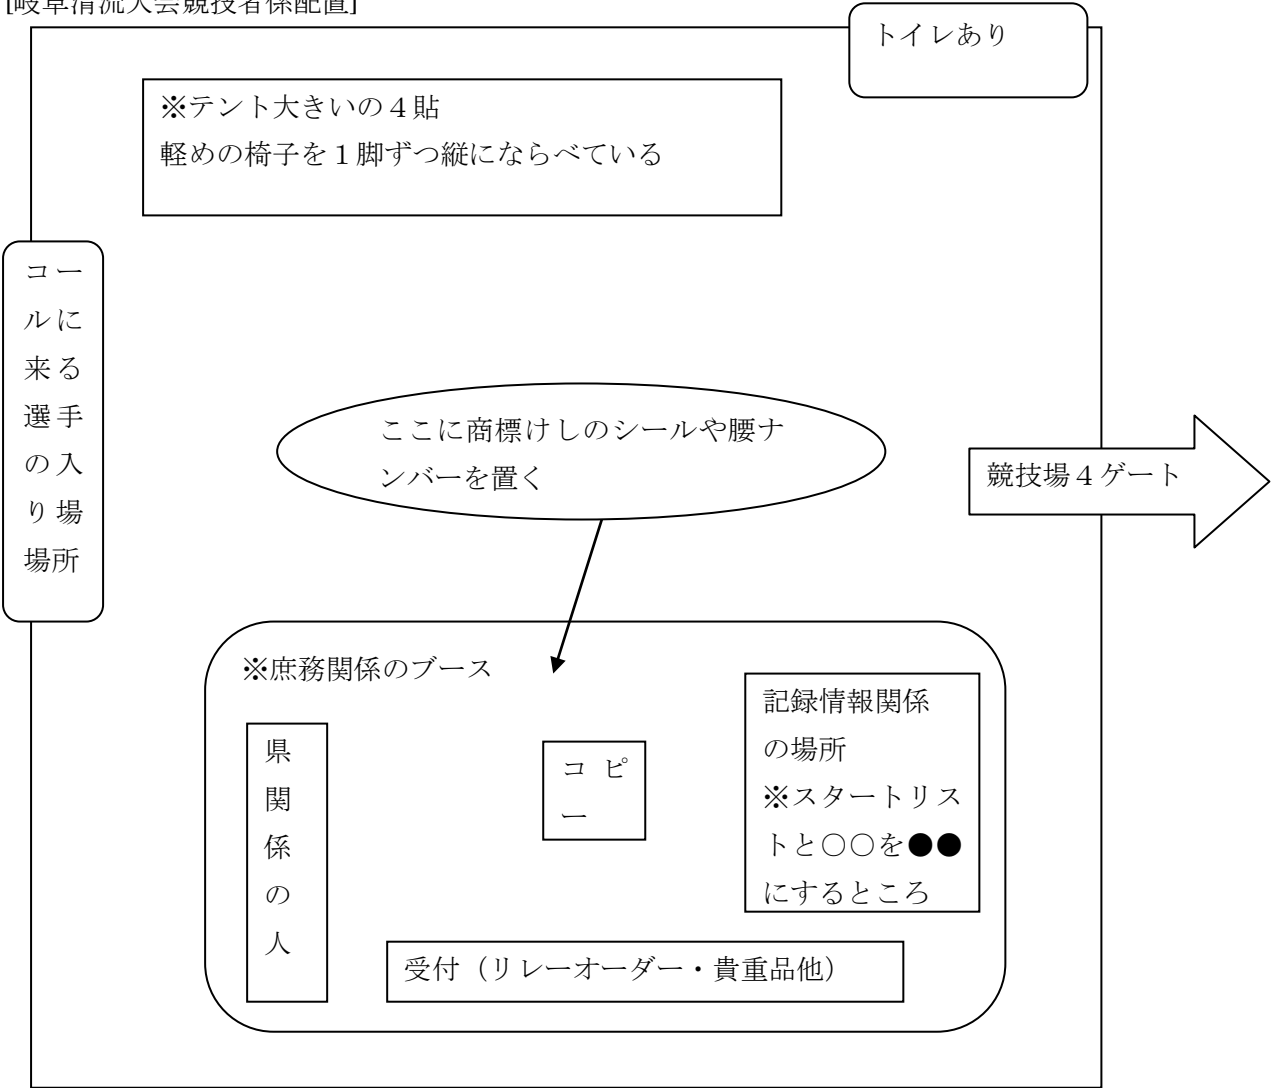 [岐阜清流大会競技者係配置]
トイレあり
※テント大きいの４貼
軽めの椅子を１脚ずつ縦にならべている
コー
ルに
来る
選手
の入
り場
場所
ここに商標けしのシールや腰ナ
ンバーを置く
競技場４ゲート
※庶務関係のブース
県
関
係
の
人
コピ
ー
記録情報関係
の場所
※スタートリス
トと○○を●●
にするところ
受付（リレーオーダー・貴重品他）